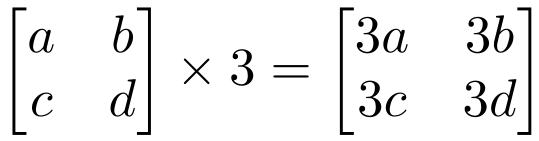 [a b
c d] × 3 = [3a 3b
3c 3d]